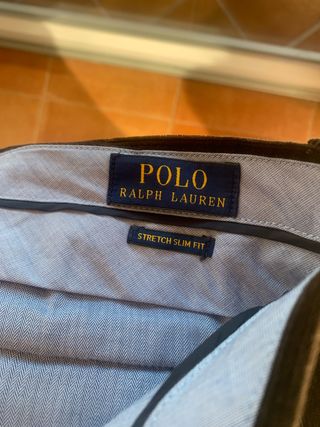 POLO
RALPH LAUREN
STRETCH SLIM FIT